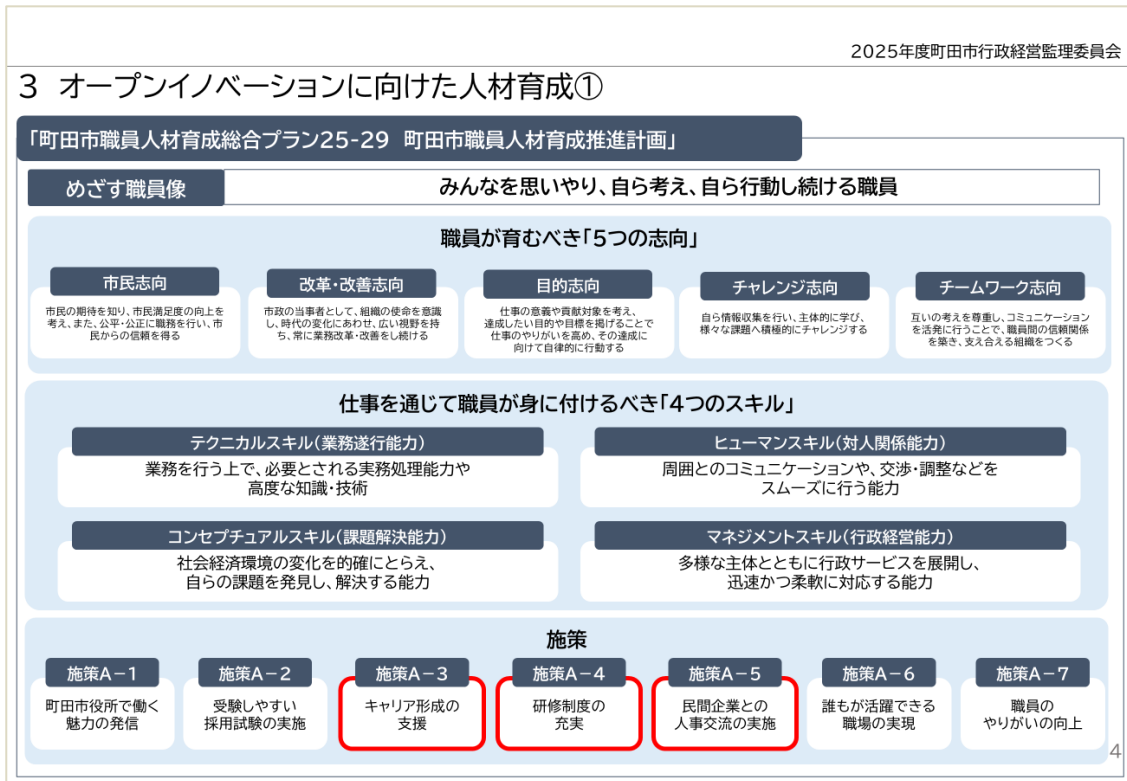 2025年度町田市行政経営監理委員会
3 オープンイノベーションに向けた人材育成①
「町田市職員人材育成総合プラン25-29 町田市職員人材育成推進計画」
めざす職員像
みんなを思いやり、自ら考え、自ら行動し続ける職員
職員が育むべき「5つの志向」
市民志向
市民の期待を知り、市民満足度の向上を
考え、また、公平・公正に職務を行い、市
民からの信頼を得る
改革・改善志向
市政の当事者として、組織の使命を意識
し、時代の変化にあわせ、広い視野を持
ち、常に業務改革・改善をし続ける
目的志向
仕事の意義や貢献対象を考え、
達成したい目的や目標を掲げることで
仕事のやりがいを高め、その達成に
向けて自律的に行動する
チャレンジ志向
自ら情報収集を行い、主体的に学び、
様々な課題へ積極的にチャレンジする
チームワーク志向
互いの考えを尊重し、コミュニケーション
を活発に行うことで、職員間の信頼関係
を築き、支え合える組織をつくる
仕事を通じて職員が身に付けるべき「4つのスキル」
テクニカルスキル(業務遂行能力)
業務を行う上で、必要とされる実務処理能力や
高度な知識・技術
ヒューマンスキル(対人関係能力)
周囲とのコミュニケーションや、交渉・調整などを
スムーズに行う能力
コンセプチュアルスキル(課題解決能力)
社会経済環境の変化を的確にとらえ、
自らの課題を発見し、解決する能力
マネジメントスキル(行政経営能力)
多様な主体とともに行政サービスを展開し、
迅速かつ柔軟に対応する能力
施策
施策A-1
町田市役所で働く
魅力の発信
施策A-2
受験しやすい
採用試験の実施
施策A-3
キャリア形成の
支援
施策A-4
研修制度の
充実
施策A-5
民間企業との
人事交流の実施
施策A-6
誰もが活躍できる
職場の実現
施策A-7
職員の
やりがいの向上
4